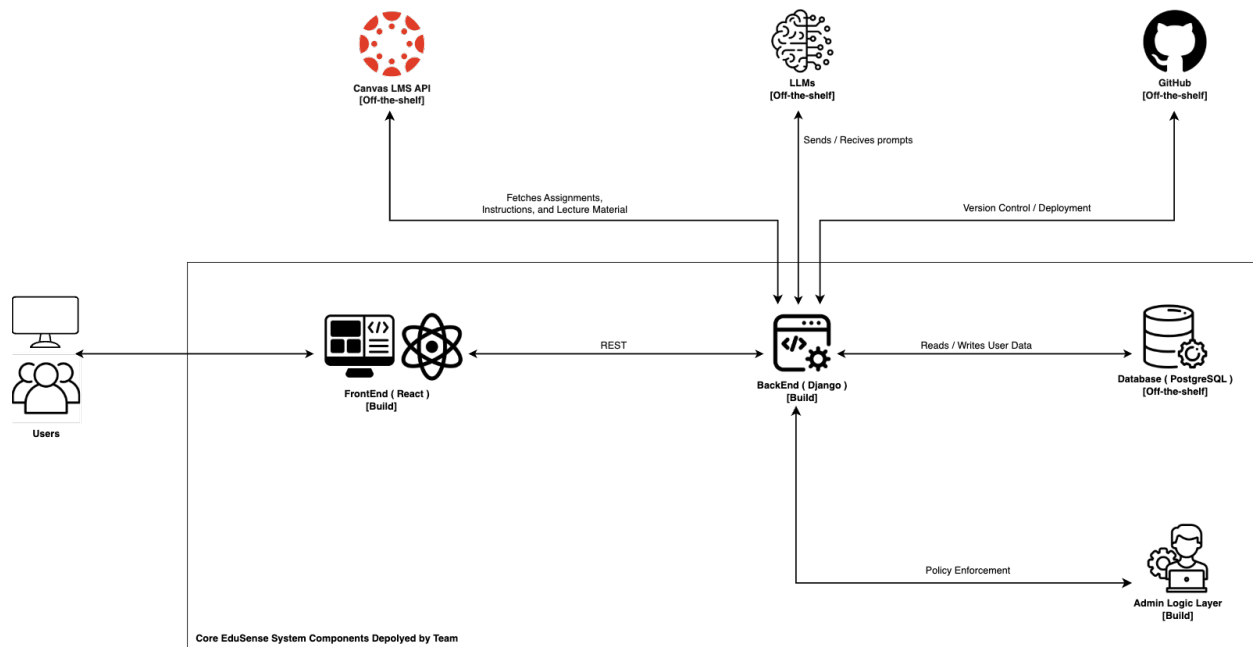 Canvas LMS API
[Off-the-shelf]
LLMs
[Off-the-shelf]
GitHub
[Off-the-shelf]
Sends / Recives prompts
Fetches Assignments,
Instructions, and Lecture Material
Version Control / Deployment
Users
FrontEnd ( React )
[Build]
REST
BackEnd ( Django )
[Build]
Reads / Writes User Data
Database ( PostgreSQL )
[Off-the-shelf]
Policy Enforcement
Admin Logic Layer
[Build]
Core EduSense System Components Depolyed by Team